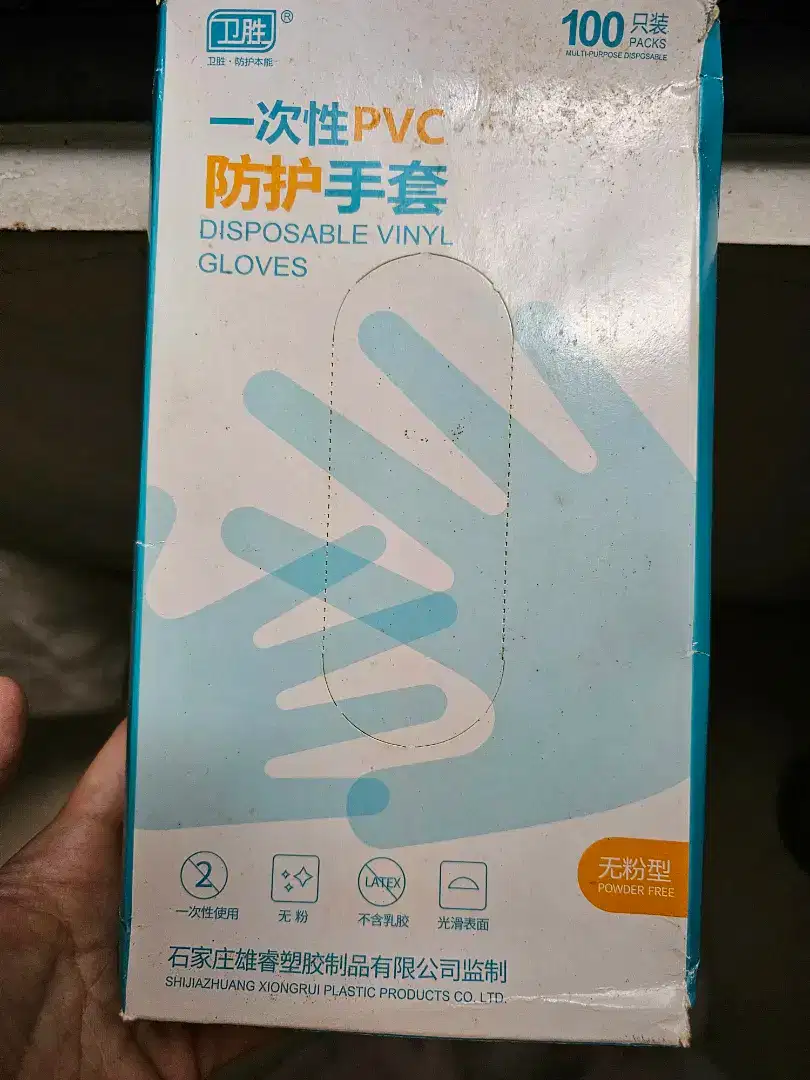 卫胜®
卫胜·防护本能
100只装
PACKS
MULTI-PURPOSE DISPOSABLE
一次性PVC
防护手套
DISPOSABLE VINYL
GLOVES
2
一次性使用
无粉
LATEX
不含乳胶
光滑表面
无粉型
POWDER FREE
石家庄雄睿塑胶制品有限公司监制
SHIJIAZHUANG XIONGRUI PLASTIC PRODUCTS CO. LTD.